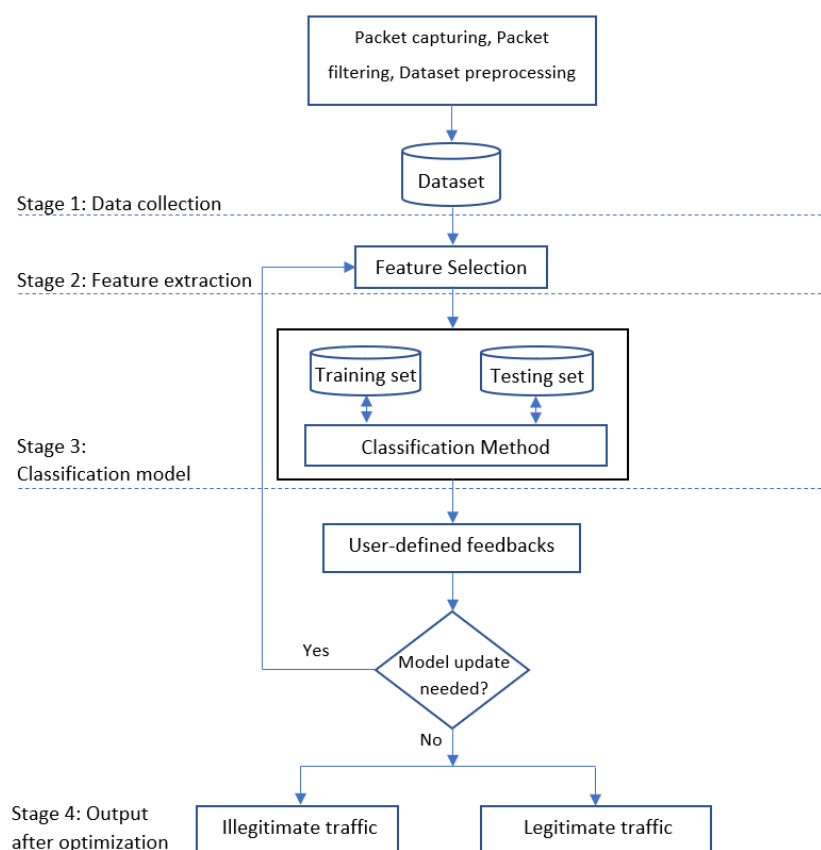 Packet capturing, Packet
filtering, Dataset preprocessing
Dataset
Stage 1: Data collection
Feature Selection
Stage 2: Feature extraction
Training set
Testing set
Classification Method
Stage 3:
Classification model
User-defined feedbacks
Yes
Model update
needed?
No
Stage 4: Output
after optimization
Illegitimate traffic
Legitimate traffic